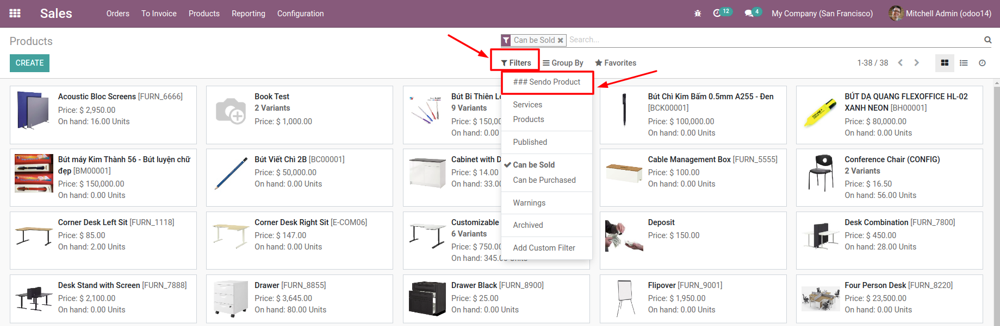 Sales
Orders
To Invoice
Products
Reporting
Configuration
12
4
My Company (San Francisco)
Mitchell Admin (odoo14)
Products
Can be Sold
Search...
CREATE
Filters
Group By
Favorites
1-38 / 38
### Sendo Product
Services
Products
Published
Can be Sold
Can be Purchased
Warnings
Archived
Add Custom Filter
Acoustic Bloc Screens [FURN_6666]
Price: $ 2,950.00
On hand: 16.00 Units
Book Test
2 Variants
Price: $ 1,000.00
Bút Bi Thiên
9 Variants
Price: $ 150,0
On hand: 0.00
Bút Chì Kim Bấm 0.5mm A255 - Đen
[BCK00001]
Price: $ 100,000.00
On hand: 0.00 Units
BÚT DẠ QUANG FLEXOFFICE HL-02
XANH NEON [BH00001]
Price: $ 80,000.00
On hand: 0.00 Units
Bút máy Kim Thành 56 - Bút luyện chữ
đẹp [BM00001]
Price: $ 150,000.00
On hand: 0.00 Units
Bút Viết Chì 2B [BC00001]
Price: $ 50,000.00
On hand: 0.00 Units
Cabinet with D
Price: $ 14.00
On hand: 33.0
Cable Management Box [FURN_5555]
Price: $ 100.00
On hand: 0.00 Units
Conference Chair (CONFIG)
2 Variants
Price: $ 16.50
On hand: 56.00 Units
Corner Desk Left Sit [FURN_1118]
Price: $ 85.00
On hand: 2.00 Units
Corner Desk Right Sit [E-COM06]
Price: $ 147.00
On hand: 0.00 Units
Customizable
6 Variants
Price: $ 750.0
On hand: 345.00 Units
Deposit
Price: $ 150.00
Desk Combination [FURN_7800]
Price: $ 450.00
On hand: 28.00 Units
Desk Stand with Screen [FURN_7888]
Price: $ 2,100.00
On hand: 0.00 Units
Drawer [FURN_8855]
Price: $ 3,645.00
On hand: 80.00 Units
Drawer Black [FURN_8900]
Price: $ 25.00
On hand: 0.00 Units
Flipover [FURN_9001]
Price: $ 1,950.00
On hand: 0.00 Units
Four Person Desk [FURN_8220]
Price: $ 23,500.00
On hand: 0.00 Units